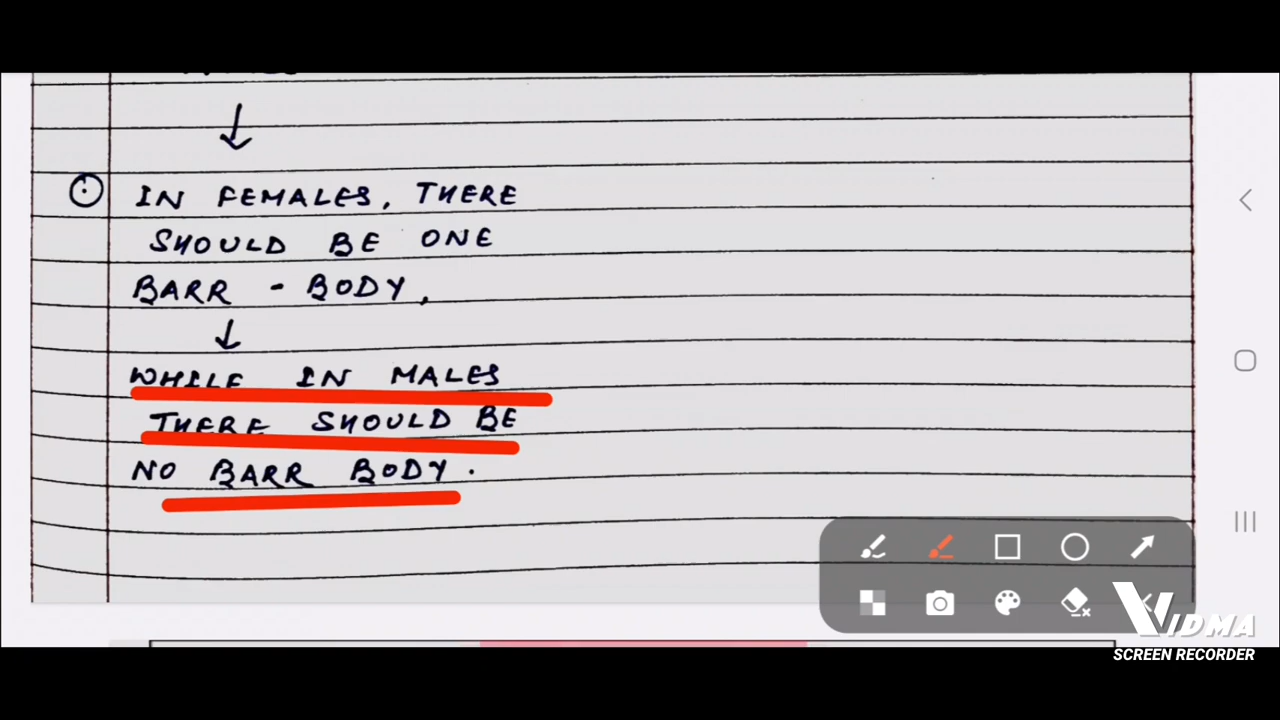 IN FEMALES, THERE
SHOULD BE ONE
BARR - BODY,
WHILE IN MALES
THERE SHOULD BE
NO BARR BODY.
VIDMA
SCREEN RECORDER